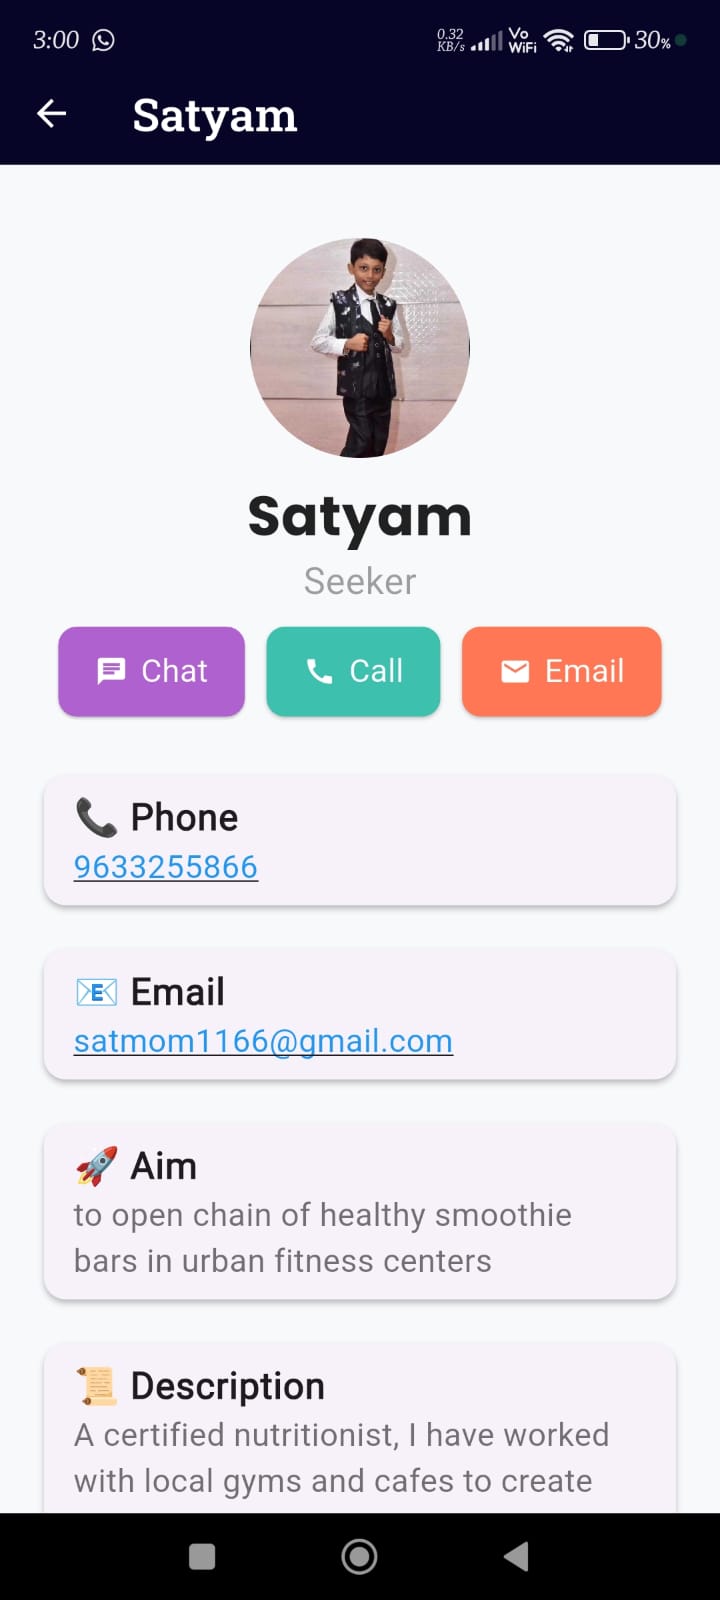 3:00
0.32
KB/s
Vo
WiFi
30%
Satyam
Satyam
Seeker
Chat
Call
Email
Phone
9633255866
Email
satmom1166@gmail.com
Aim
to open chain of healthy smoothie
bars in urban fitness centers
Description
A certified nutritionist, I have worked
with local gyms and cafes to create